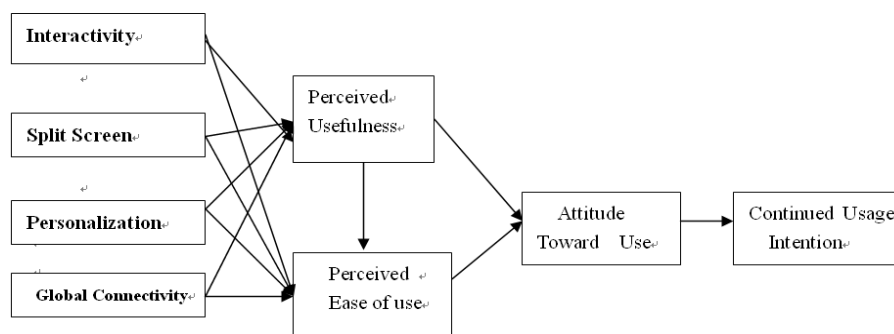 Interactivity
Split Screen
Personalization
Global Connectivity
Perceived
Usefulness
Perceived
Ease of use
Attitude
Toward Use
Continued Usage
Intention